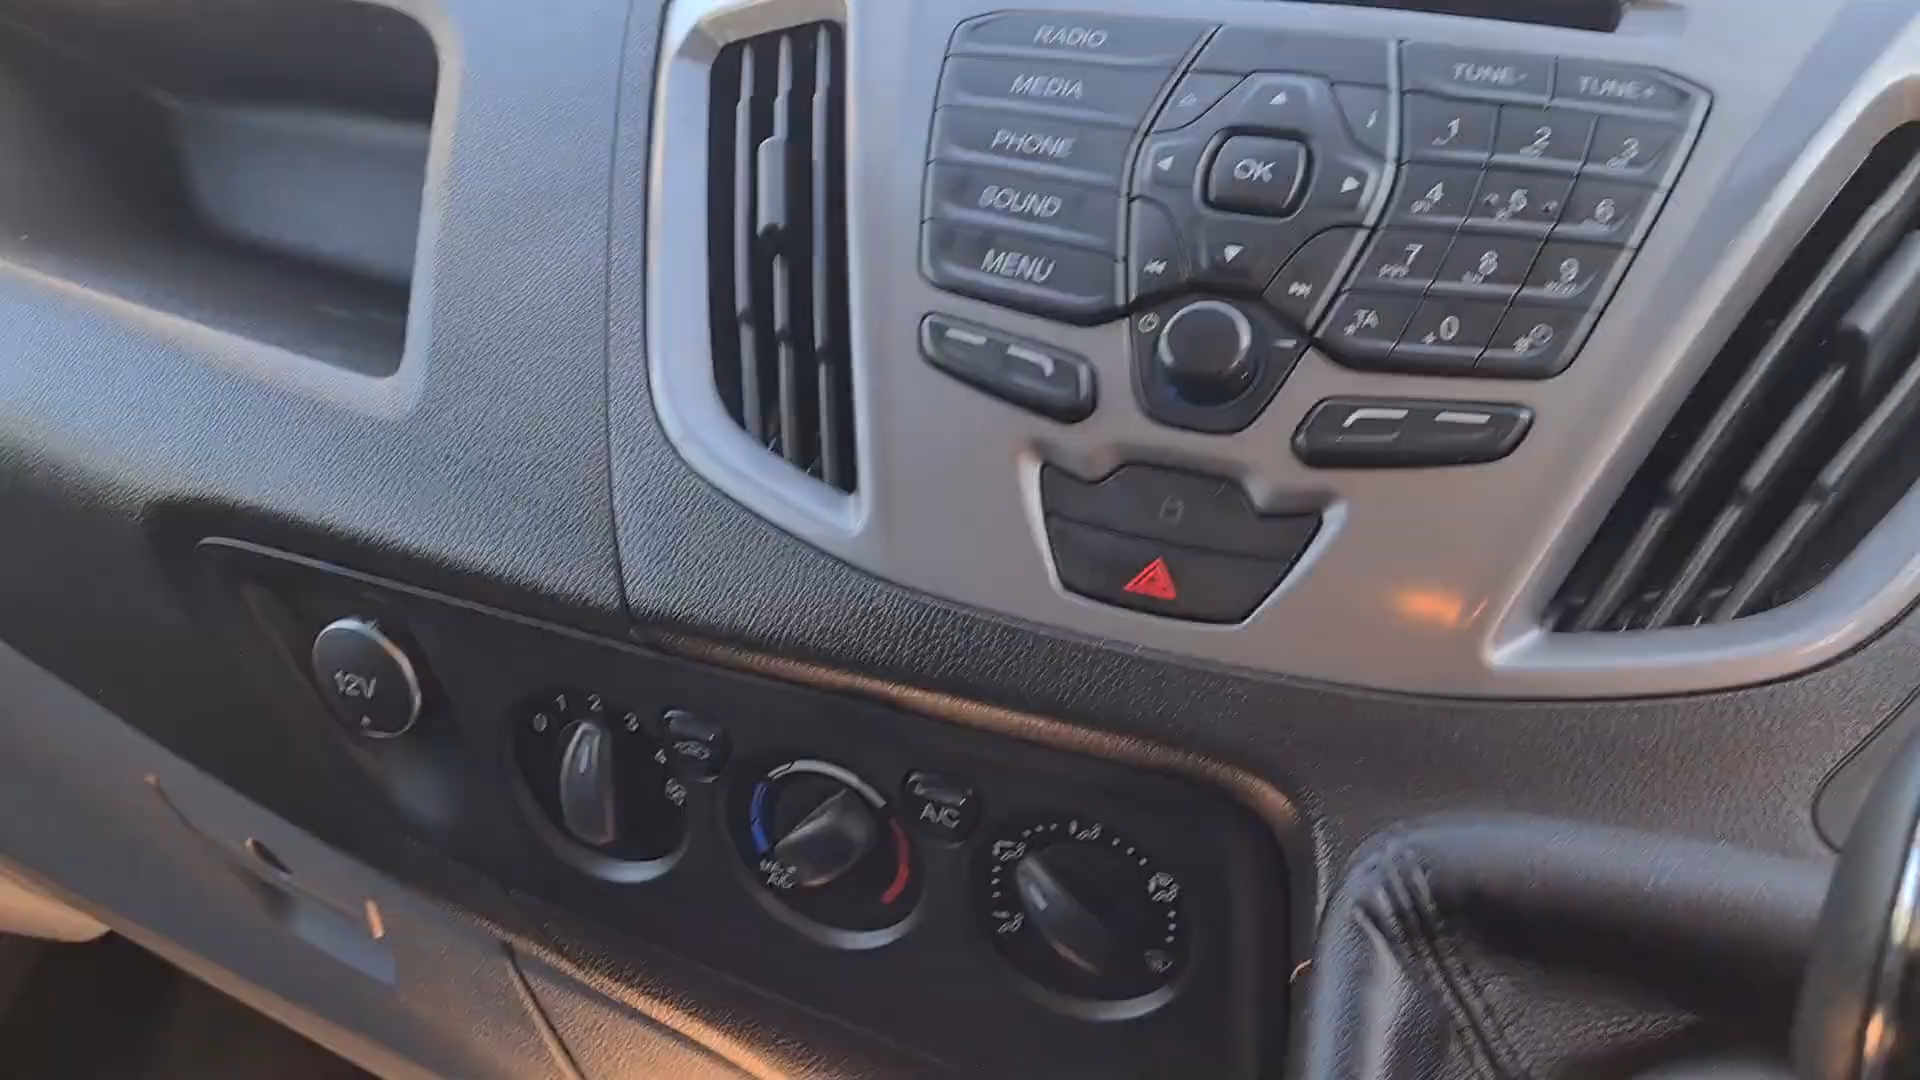 RADIO
MEDIA
PHONE
SOUND
MENU
OK
i
TUNE-
TUNE+
1
2
3
4
5
6
7
8
9
TA
0
12V
0
1
2
3
4
A/C